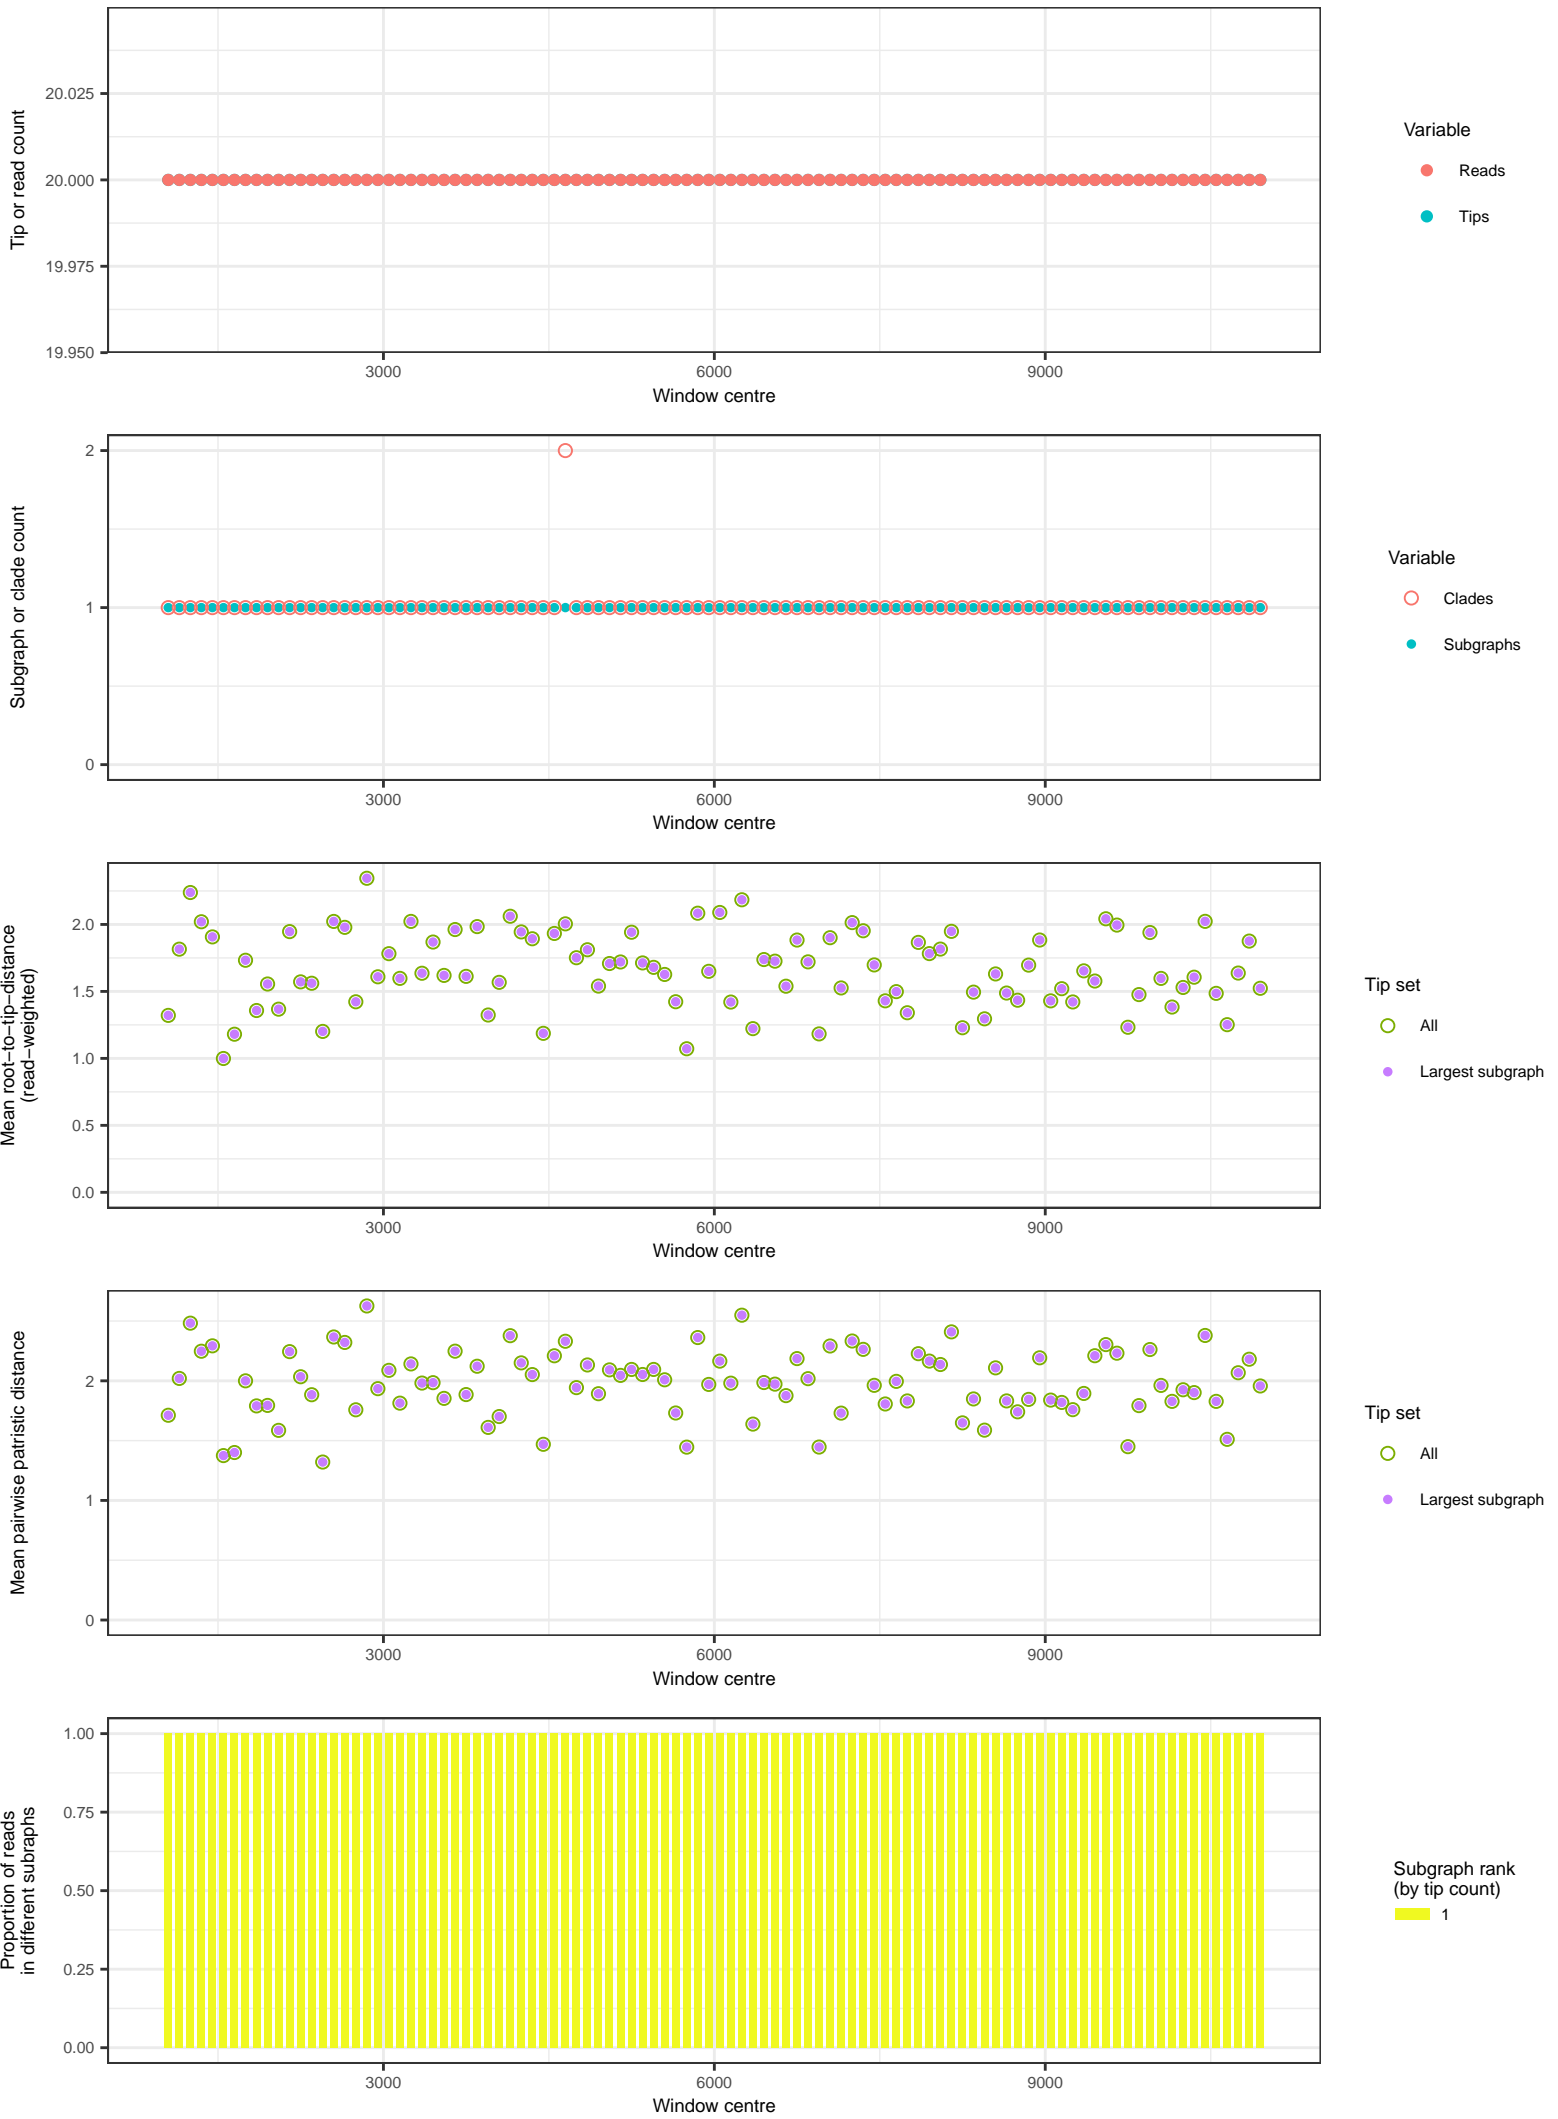 20.025
20.000
19.975
19.950
Tip or read count
3000
6000
9000
Window centre
Variable
Reads
Tips
2
1
0
Subgraph or clade count
3000
6000
9000
Window centre
Variable
Clades
Subgraphs
2.0
1.5
1.0
0.5
0.0
Mean root−to−tip−distance
(read−weighted)
3000
6000
9000
Window centre
Tip set
All
Largest subgraph
2
1
0
Mean pairwise patristic distance
3000
6000
9000
Window centre
Tip set
All
Largest subgraph
1.00
0.75
0.50
0.25
0.00
Proportion of reads
in different subraphs
3000
6000
9000
Window centre
Subgraph rank
(by tip count)
1